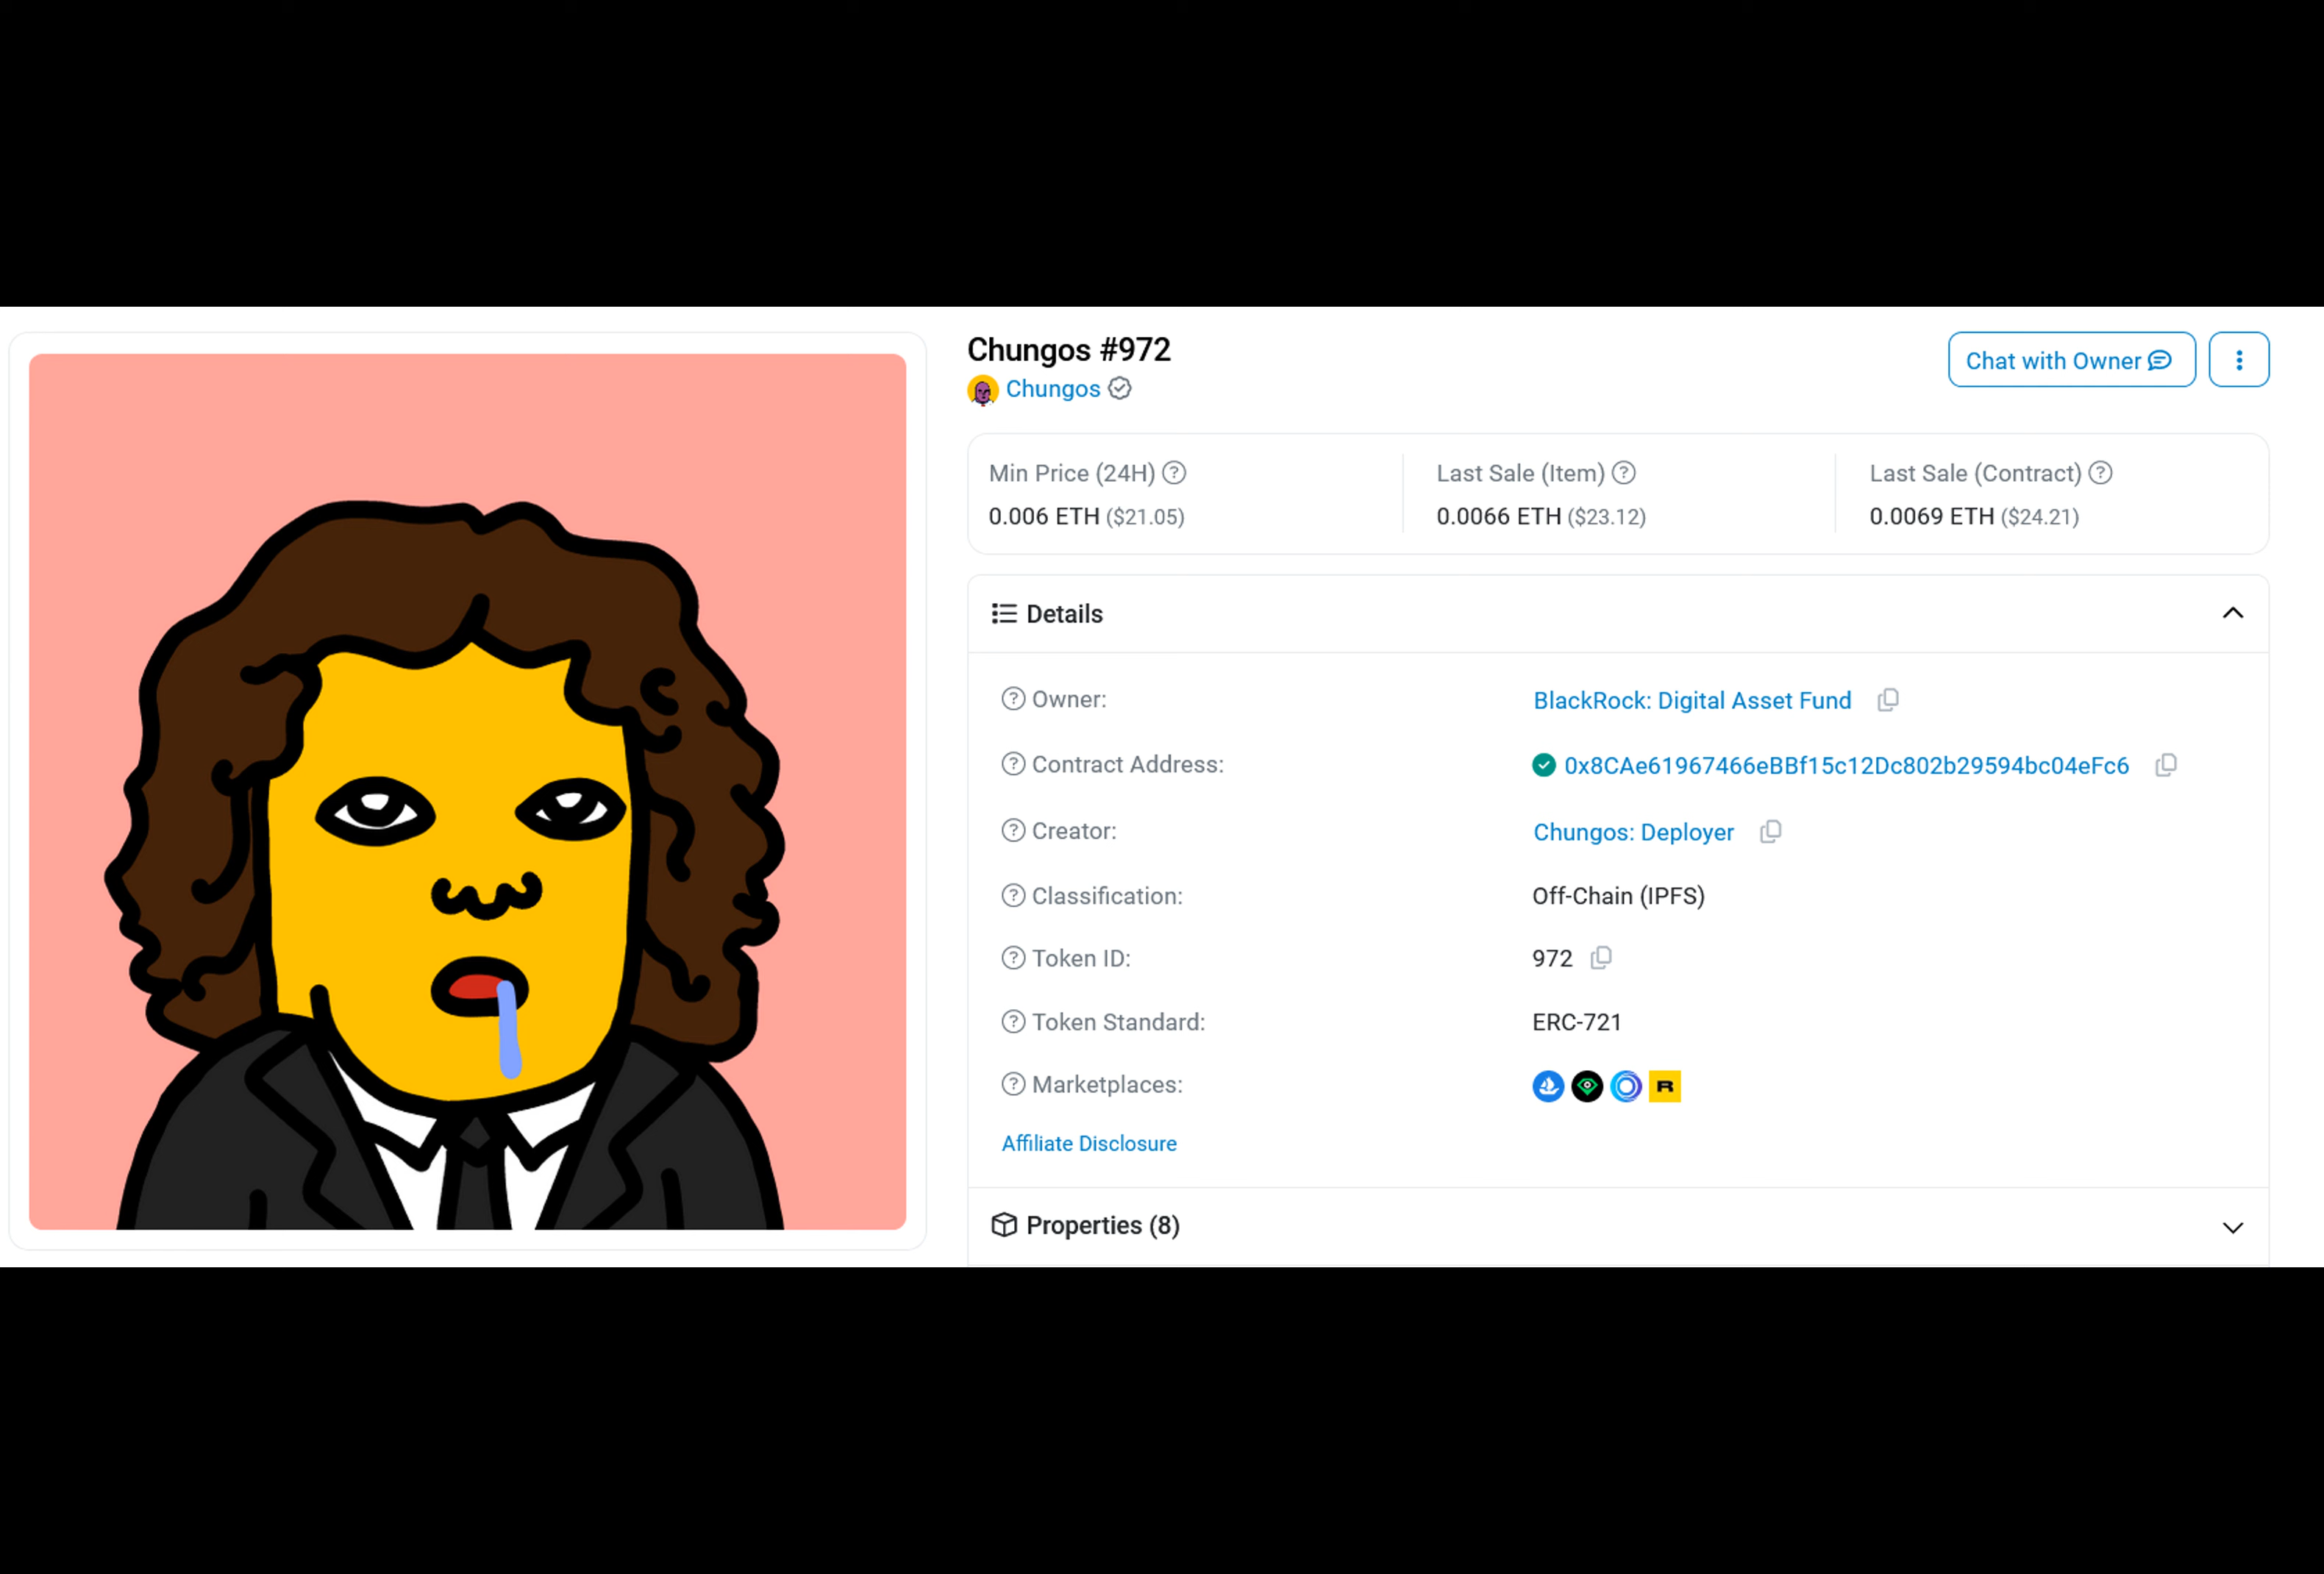 Chungos #972
Chungos
Chat with Owner
Min Price (24H)
0.006 ETH ($21.05)
Last Sale (Item)
0.0066 ETH ($23.12)
Last Sale (Contract)
0.0069 ETH ($24.21)
Details
Owner: BlackRock: Digital Asset Fund
Contract Address: 0x8CAe61967466eBBf15c12Dc802b29594bc04eFc6
Creator: Chungos: Deployer
Classification: Off-Chain (IPFS)
Token ID: 972
Token Standard: ERC-721
Marketplaces: R
Affiliate Disclosure
Properties (8)